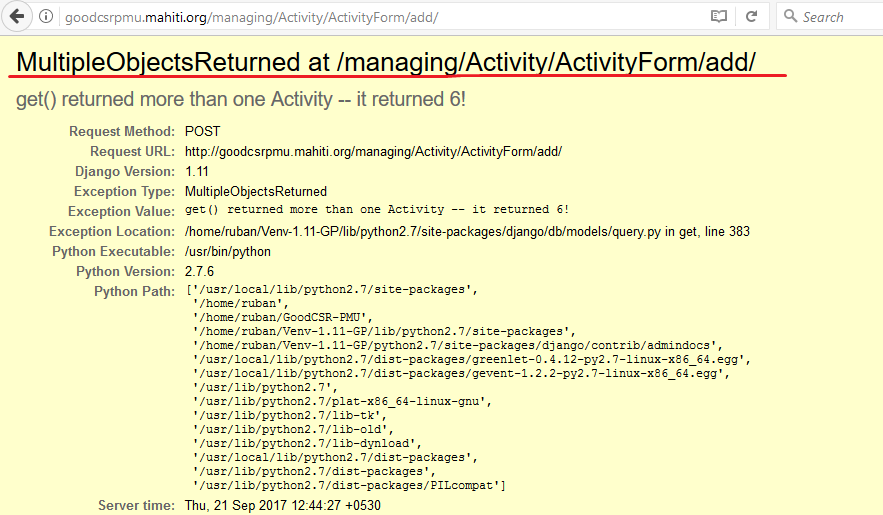 goodcsrpmu.mahiti.org/managing/Activity/ActivityForm/add/
Search
MultipleObjectsReturned at /managing/Activity/ActivityForm/add/
get() returned more than one Activity -- it returned 6!
Request Method: POST
Request URL: http://goodcsrpmu.mahiti.org/managing/Activity/ActivityForm/add/
Django Version: 1.11
Exception Type: MultipleObjectsReturned
Exception Value: get() returned more than one Activity -- it returned 6!
Exception Location: /home/ruban/Venv-1.11-GP/lib/python2.7/site-packages/django/db/models/query.py in get, line 383
Python Executable: /usr/bin/python
Python Version: 2.7.6
Python Path: ['/usr/local/lib/python2.7/site-packages',
'/home/ruban',
'/home/ruban/GoodCSR-PMU',
'/home/ruban/Venv-1.11-GP/lib/python2.7/site-packages',
'/home/ruban/Venv-1.11-GP/python2.7/site-packages/django/contrib/admindocs',
'/usr/local/lib/python2.7/dist-packages/greenlet-0.4.12-py2.7-linux-x86_64.egg',
'/usr/local/lib/python2.7/dist-packages/gevent-1.2.2-py2.7-linux-x86_64.egg',
'/usr/lib/python2.7',
'/usr/lib/python2.7/plat-x86_64-linux-gnu',
'/usr/lib/python2.7/lib-tk',
'/usr/lib/python2.7/lib-old',
'/usr/lib/python2.7/lib-dynload',
'/usr/local/lib/python2.7/dist-packages',
'/usr/lib/python2.7/dist-packages',
'/usr/lib/python2.7/dist-packages/PILcompat']
Server time: Thu, 21 Sep 2017 12:44:27 +0530